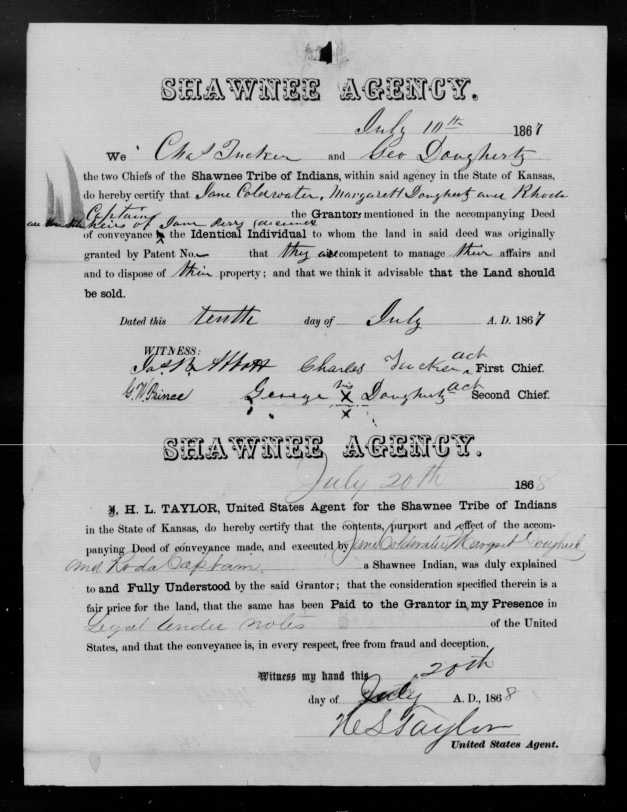 SHAWNEE AGENCY.
July 10th 1867
We Chas Tucker and Geo Dougherty
the two Chiefs of the Shawnee Tribe of Indians, within said agency in the State of Kansas,
do hereby certify that Jane Coldwater, Margarett Dougherty and Rhoda
Captain the Grantors mentioned in the accompanying Deed
are the heirs of Jane Perry deceased
of conveyance the Identical Individual to whom the land in said deed was originally
granted by Patent No. that they are competent to manage their affairs and
and to dispose of their property; and that we think it advisable that the Land should
be sold.
Dated this tenth day of July A. D. 1867
WITNESS:
Jas B. Abbott Charles Tucker act First Chief.
G. W. Prince George his X Dougherty act Second Chief.
X
SHAWNEE AGENCY.
July 20th 1868
I, H. L. TAYLOR, United States Agent for the Shawnee Tribe of Indians
in the State of Kansas, do hereby certify that the contents, purport and effect of the accom-
panying Deed of conveyance made, and executed by Jane Coldwater, Margret Dougherty
and Roda Captain a Shawnee Indian, was duly explained
to and Fully Understood by the said Grantor; that the consideration specified therein is a
fair price for the land, that the same has been Paid to the Grantor in my Presence in
Legal tender notes of the United
States, and that the conveyance is, in every respect, free from fraud and deception.
Witness my hand this 20th
day of July A. D., 1868
H L Taylor
United States Agent.